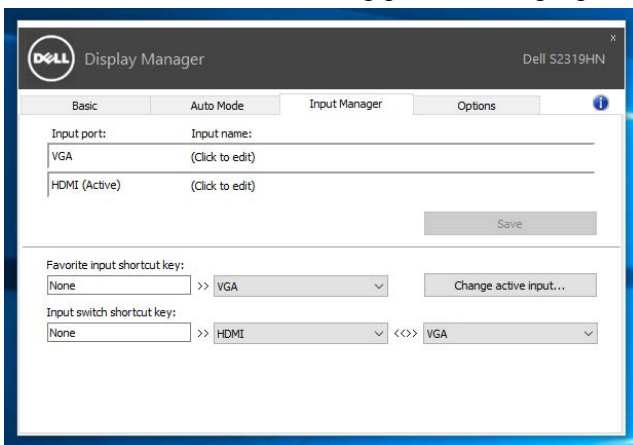 x
DELL Display Manager Dell S2319HN
Basic Auto Mode Input Manager Options i
Input port: Input name:
VGA (Click to edit)
HDMI (Active) (Click to edit)
Save
Favorite input shortcut key:
None >> VGA Change active input...
Input switch shortcut key:
None >> HDMI <<>> VGA